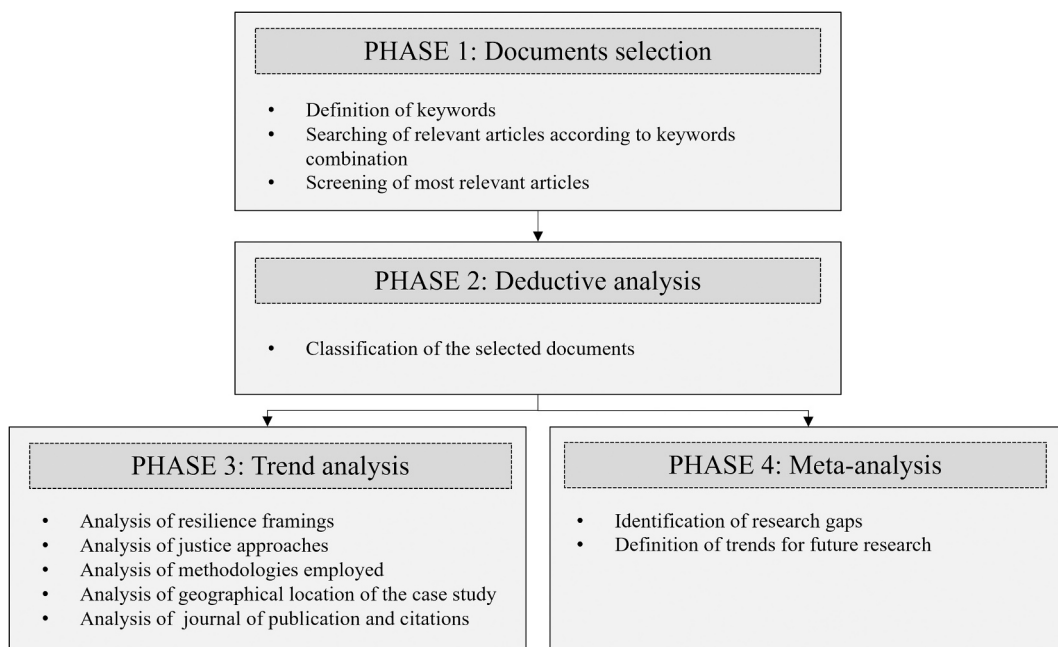 PHASE 1: Documents selection
• Definition of keywords
• Searching of relevant articles according to keywords
combination
• Screening of most relevant articles
PHASE 2: Deductive analysis
• Classification of the selected documents
PHASE 3: Trend analysis
• Analysis of resilience framings
• Analysis of justice approaches
• Analysis of methodologies employed
• Analysis of geographical location of the case study
• Analysis of journal of publication and citations
PHASE 4: Meta-analysis
• Identification of research gaps
• Definition of trends for future research